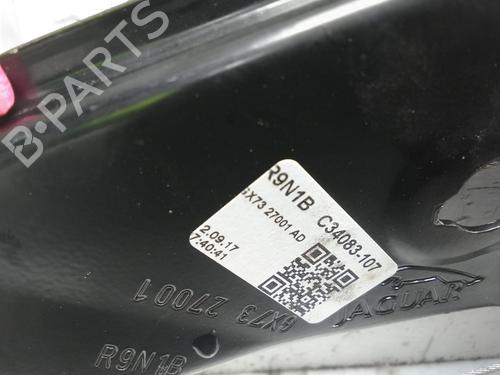 B-PARTS
R9N1B C34083-107
GX73 27001 AD
2.09.17
7:40:41
GX73 27001
JAGUAR
R9N1B